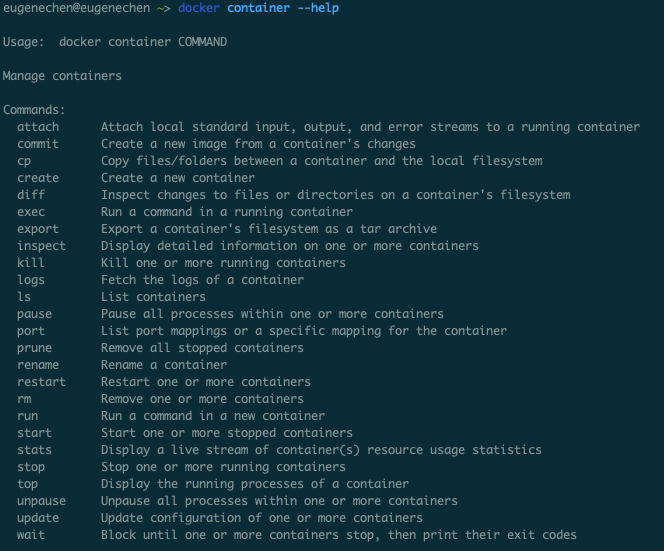 eugenechen@eugenechen ~> docker container --help
Usage:  docker container COMMAND
Manage containers
Commands:
  attach      Attach local standard input, output, and error streams to a running container
  commit      Create a new image from a container's changes
  cp          Copy files/folders between a container and the local filesystem
  create      Create a new container
  diff        Inspect changes to files or directories on a container's filesystem
  exec        Run a command in a running container
  export      Export a container's filesystem as a tar archive
  inspect     Display detailed information on one or more containers
  kill        Kill one or more running containers
  logs        Fetch the logs of a container
  ls          List containers
  pause       Pause all processes within one or more containers
  port        List port mappings or a specific mapping for the container
  prune       Remove all stopped containers
  rename      Rename a container
  restart     Restart one or more containers
  rm          Remove one or more containers
  run         Run a command in a new container
  start       Start one or more stopped containers
  stats       Display a live stream of container(s) resource usage statistics
  stop        Stop one or more running containers
  top         Display the running processes of a container
  unpause     Unpause all processes within one or more containers
  update      Update configuration of one or more containers
  wait        Block until one or more containers stop, then print their exit codes